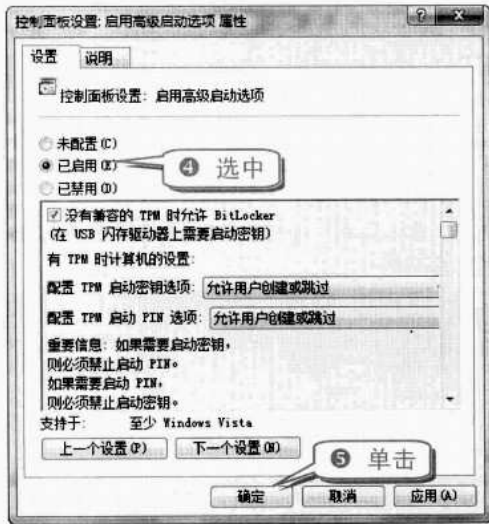 控制面板设置: 启用高级启动选项 属性
设置 说明
控制面板设置: 启用高级启动选项
未配置(C)
已启用(E)
❹ 选中
已禁用(D)
没有兼容的 TPM 时允许 BitLocker
(在 USB 闪存驱动器上需要启动密钥)
有 TPM 时计算机的设置:
配置 TPM 启动密钥选项: 允许用户创建或跳过
配置 TPM 启动 PIN 选项: 允许用户创建或跳过
重要信息: 如果需要启动密钥,
则必须禁止启动 PIN。
如果需要启动 PIN,
则必须禁止启动密钥。
支持于: 至少 Windows Vista
上一个设置(P) 下一个设置(N)
❺ 单击
确定 取消 应用(A)